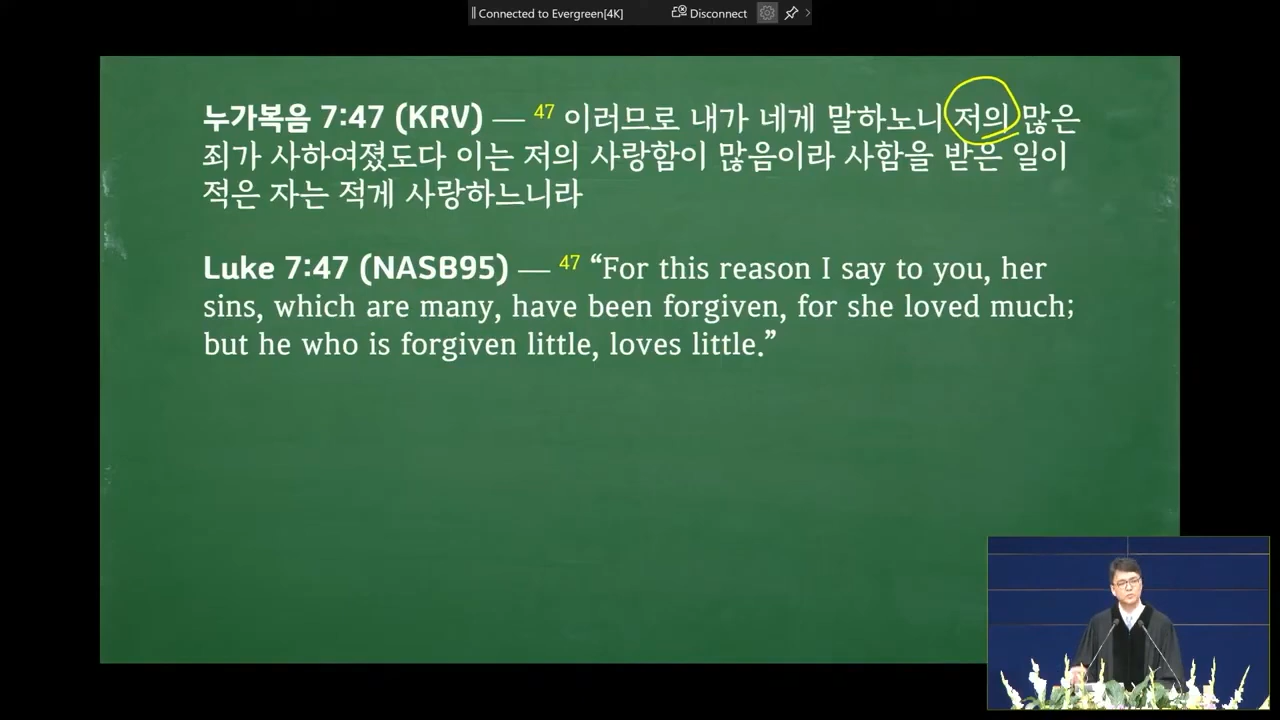 Connected to Evergreen[4K] Disconnect
누가복음 7:47 (KRV) — 47 이러므로 내가 네게 말하노니 저의 많은
죄가 사하여졌도다 이는 저의 사랑함이 많음이라 사함을 받은 일이
적은 자는 적게 사랑하느니라
Luke 7:47 (NASB95) — 47 “For this reason I say to you, her
sins, which are many, have been forgiven, for she loved much;
but he who is forgiven little, loves little.”